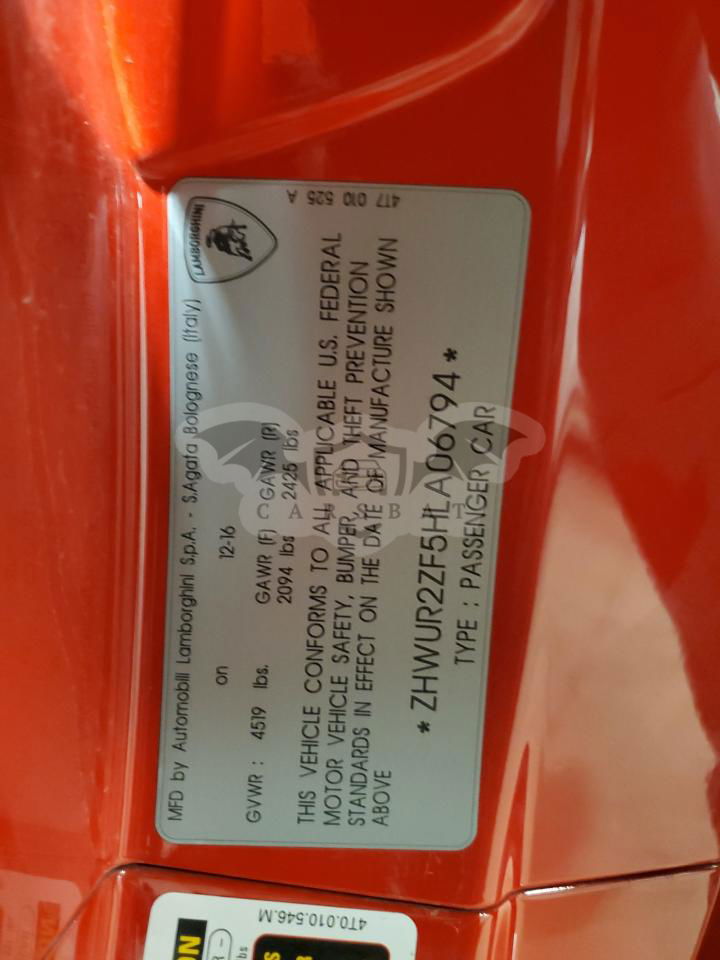 LAMBORGHINI
MFD by Automobili Lamborghini S.p.A. - S.Agata Bolognese (Italy)
on 12-16
GVWR : 4519 lbs. GAWR (F) GAWR (R)
2094 lbs 2425 lbs
THIS VEHICLE CONFORMS TO ALL APPLICABLE U.S. FEDERAL
MOTOR VEHICLE SAFETY, BUMPER, AND THEFT PREVENTION
STANDARDS IN EFFECT ON THE DATE OF MANUFACTURE SHOWN
ABOVE
*ZHWUR2ZF5HLA06794*
TYPE : PASSENGER CAR
4T7 010 525 A
4T0.010.546.M